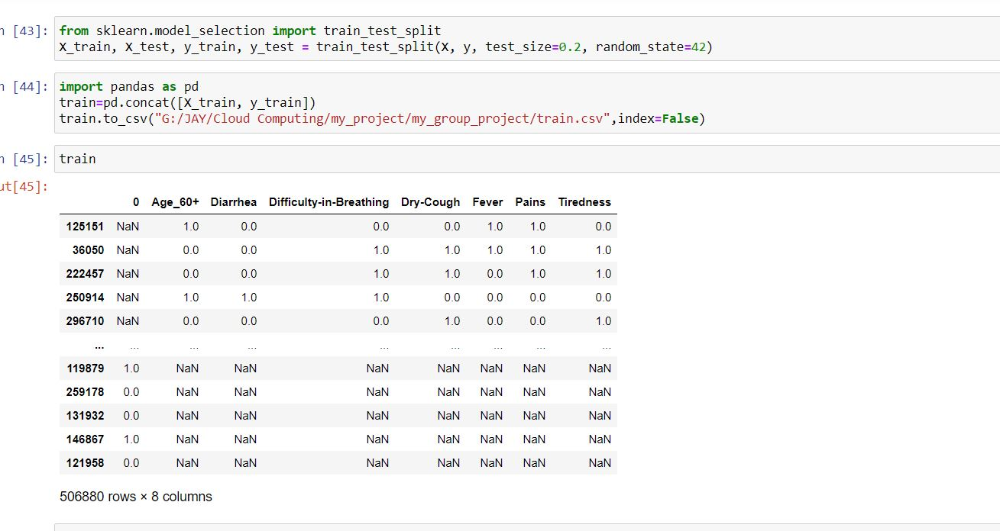 n [43]: from sklearn.model_selection import train_test_split
X_train, X_test, y_train, y_test = train_test_split(X, y, test_size=0.2, random_state=42)
n [44]: import pandas as pd
train=pd.concat([X_train, y_train])
train.to_csv("G:/JAY/Cloud Computing/my_project/my_group_project/train.csv",index=False)
n [45]: train
ut[45]:
0 Age_60+ Diarrhea Difficulty-in-Breathing Dry-Cough Fever Pains Tiredness
125151 NaN 1.0 0.0 0.0 0.0 1.0 1.0 0.0
36050 NaN 0.0 0.0 1.0 1.0 1.0 1.0 1.0
222457 NaN 0.0 0.0 1.0 1.0 0.0 1.0 1.0
250914 NaN 1.0 1.0 1.0 0.0 0.0 0.0 0.0
296710 NaN 0.0 0.0 0.0 1.0 0.0 0.0 1.0
... ... ... ... ... ... ... ... ...
119879 1.0 NaN NaN NaN NaN NaN NaN NaN
259178 0.0 NaN NaN NaN NaN NaN NaN NaN
131932 0.0 NaN NaN NaN NaN NaN NaN NaN
146867 1.0 NaN NaN NaN NaN NaN NaN NaN
121958 0.0 NaN NaN NaN NaN NaN NaN NaN
506880 rows × 8 columns